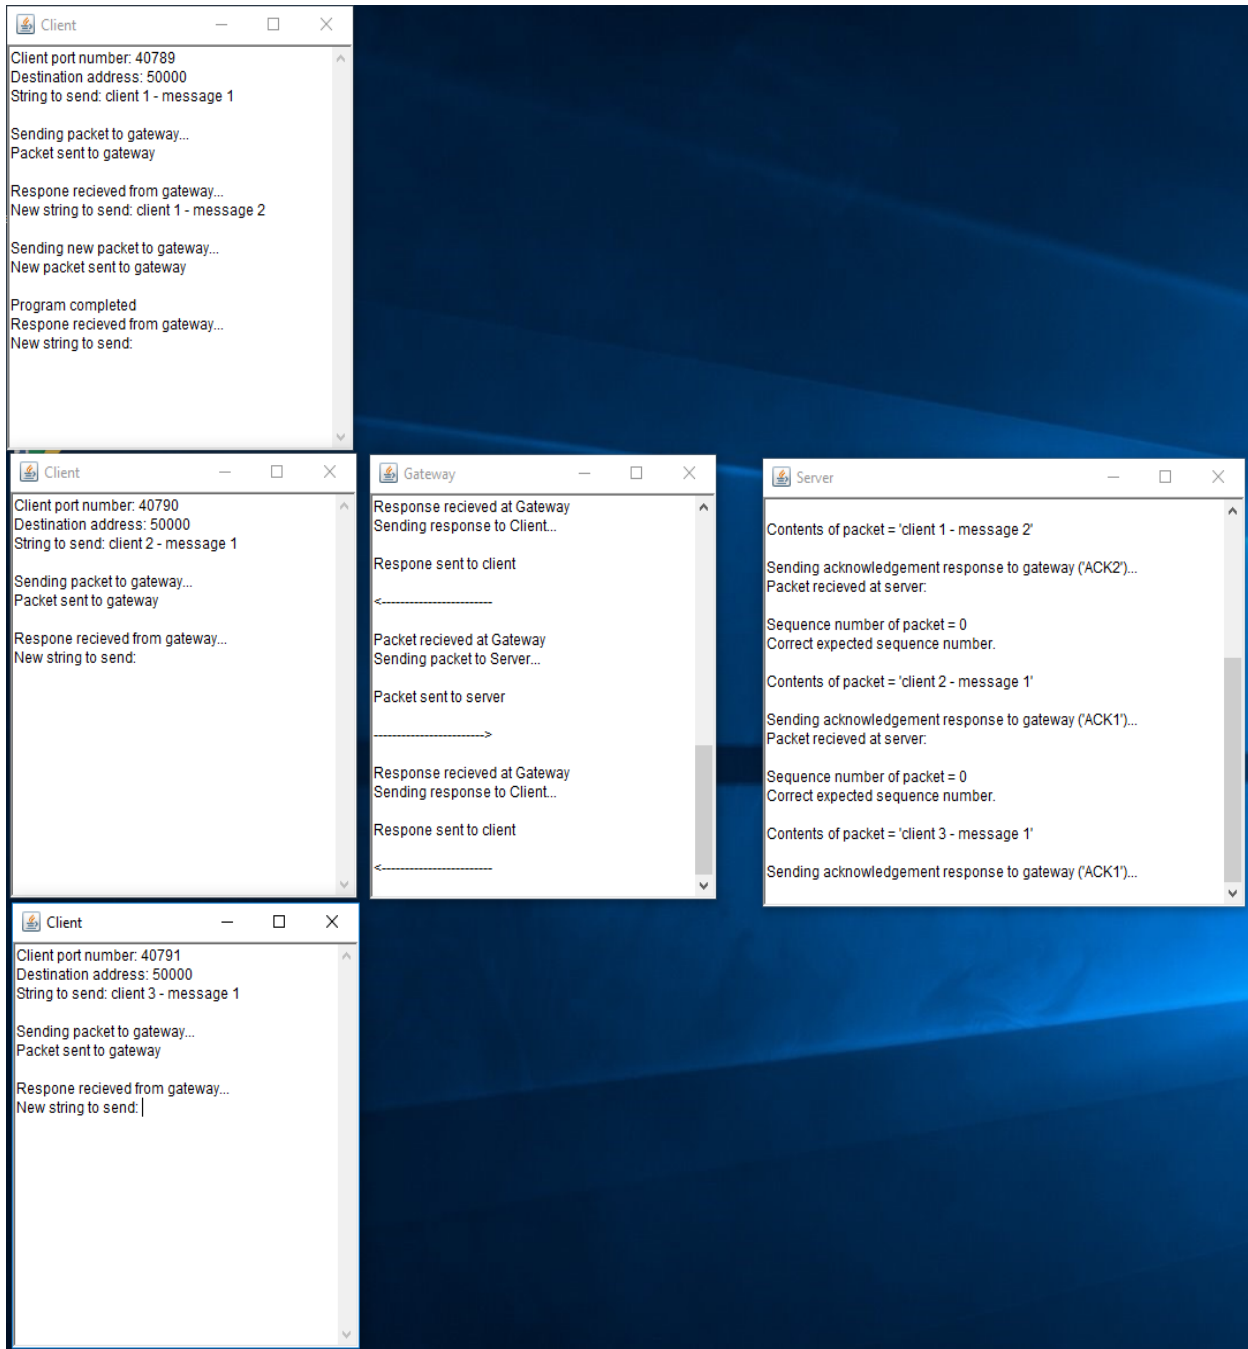 Client
Client port number: 40789
Destination address: 50000
String to send: client 1 - message 1
Sending packet to gateway...
Packet sent to gateway
Respone recieved from gateway...
New string to send: client 1 - message 2
Sending new packet to gateway...
New packet sent to gateway
Program completed
Respone recieved from gateway...
New string to send:
Client
Client port number: 40790
Destination address: 50000
String to send: client 2 - message 1
Sending packet to gateway...
Packet sent to gateway
Respone recieved from gateway...
New string to send:
Gateway
Response recieved at Gateway
Sending response to Client...
Respone sent to client
<------------------------
Packet recieved at Gateway
Sending packet to Server...
Packet sent to server
------------------------>
Response recieved at Gateway
Sending response to Client...
Respone sent to client
<------------------------
Server
Contents of packet = 'client 1 - message 2'
Sending acknowledgement response to gateway ('ACK2')...
Packet recieved at server:
Sequence number of packet = 0
Correct expected sequence number.
Contents of packet = 'client 2 - message 1'
Sending acknowledgement response to gateway ('ACK1')...
Packet recieved at server:
Sequence number of packet = 0
Correct expected sequence number.
Contents of packet = 'client 3 - message 1'
Sending acknowledgement response to gateway ('ACK1')...
Client
Client port number: 40791
Destination address: 50000
String to send: client 3 - message 1
Sending packet to gateway...
Packet sent to gateway
Respone recieved from gateway...
New string to send: